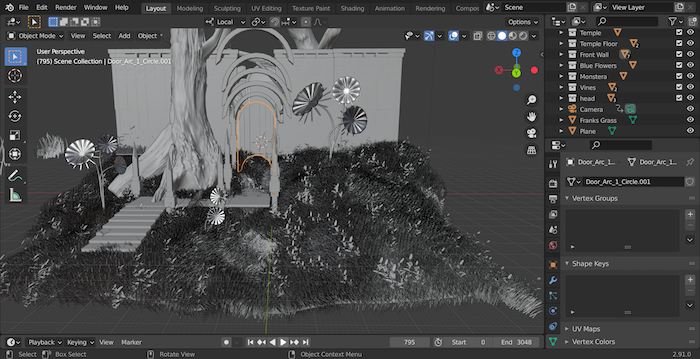 File Edit Render Window Help Layout Modeling Sculpting UV Editing Texture Paint Shading Animation Rendering Scene View Layer
Local Options
Object Mode View Select Add Object
User Perspective
(795) Scene Collection | Door_Arc_1_Circle.001
X
Y
Z
Temple
Temple Floor
Front Wall
Blue Flowers
Monstera
Vines
head
Camera
Franks Grass
Plane
Door_Arc_1... Door_Arc_1...
Door_Arc_1_Circle.001
Vertex Groups
Shape Keys
UV Maps
Vertex Colors
Playback Keying View Marker 795 Start 0 End 3048
Select Box Select Rotate View Object Context Menu 2.91.0